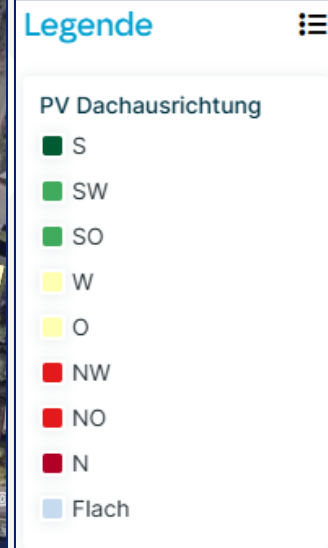 Legende
PV Dachausrichtung
S
SW
SO
W
O
NW
NO
N
Flach